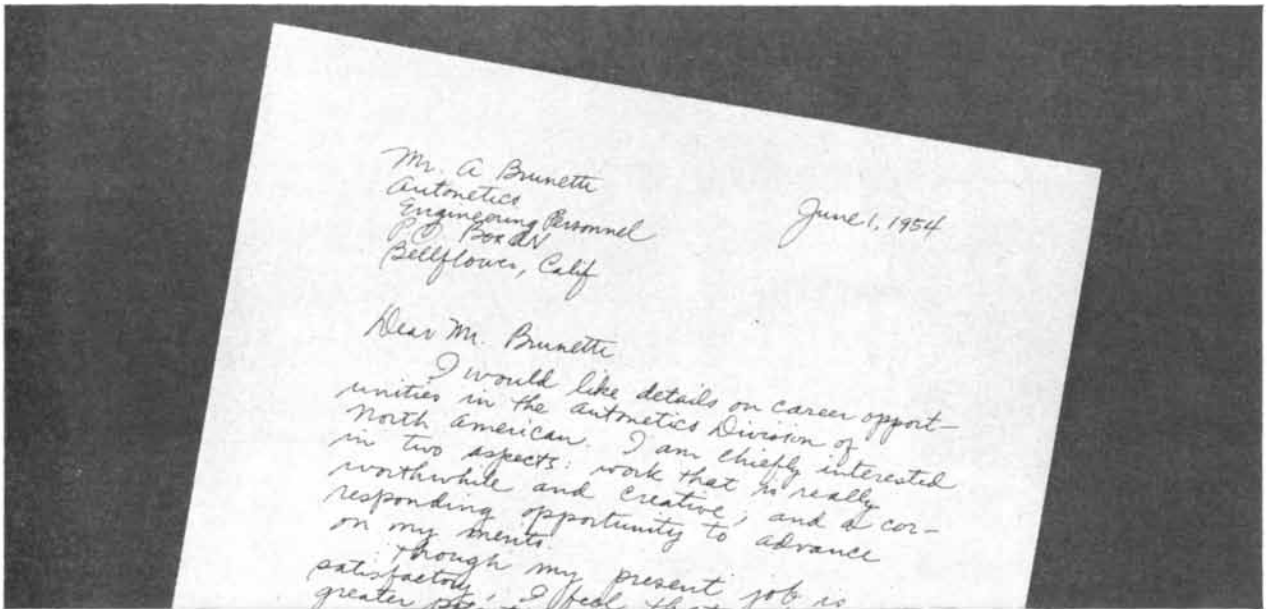 Mr. A Brunette
Autonetics
Engineering Personnel
P.O. Box AN
Bellflower, Calif
June 1, 1954
Dear Mr. Brunette
I would like details on career opport-
unities in the Autonetics Division of
North American. I am chiefly interested
in two aspects: work that is really
worthwhile and creative; and a cor-
responding opportunity to advance
on my merits.
Though my present job is
satisfactory, I feel that
greater